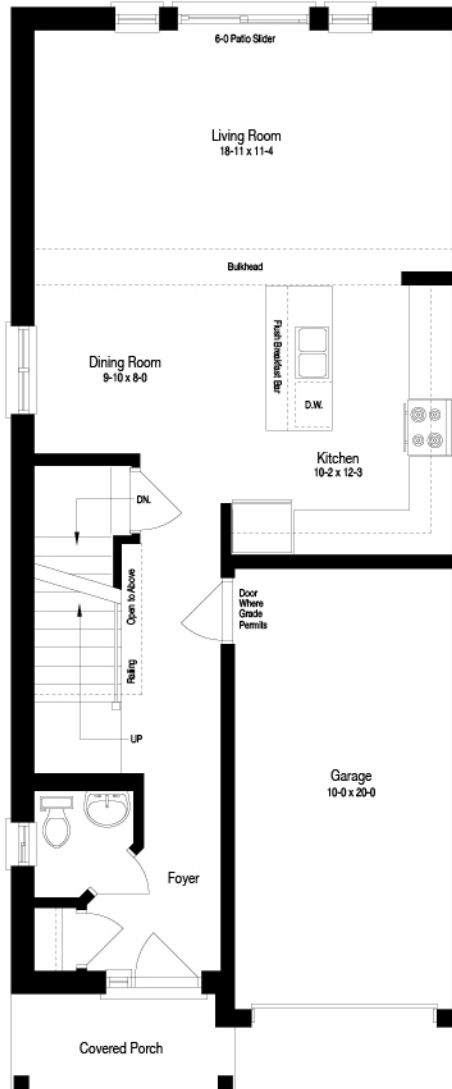 6-0 Patio Slider
Living Room
18-11 x 11-4
Bulkhead
Flush Breakfast Bar
Dining Room
9-10 x 8-0
D.W.
Kitchen
10-2 x 12-3
DN.
Open to Above
Door
Where
Grade
Permits
Railing
UP
Garage
10-0 x 20-0
Foyer
Covered Porch